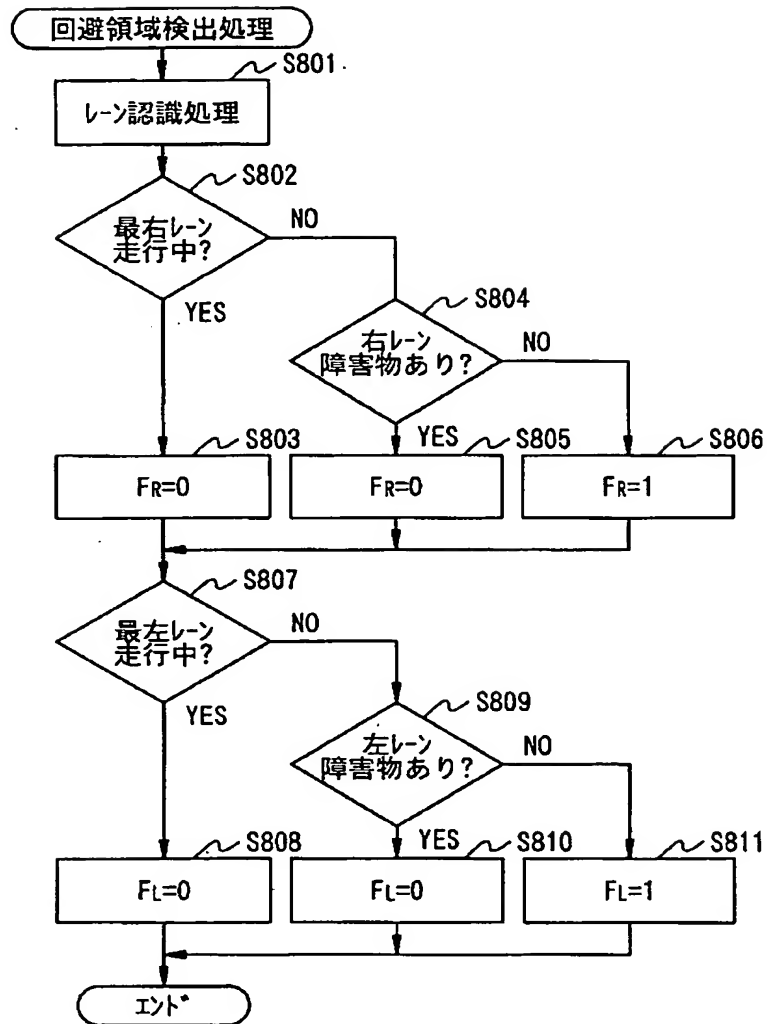 回避領域検出処理
S801
レーン認識処理
S802
最右レーン
走行中?
NO
YES
S804
右レーン
障害物あり?
NO
YES
S803
S805
S806
FR=0
FR=0
FR=1
S807
最左レーン
走行中?
NO
YES
S809
左レーン
障害物あり?
NO
YES
S808
S810
S811
FL=0
FL=0
FL=1
エンド